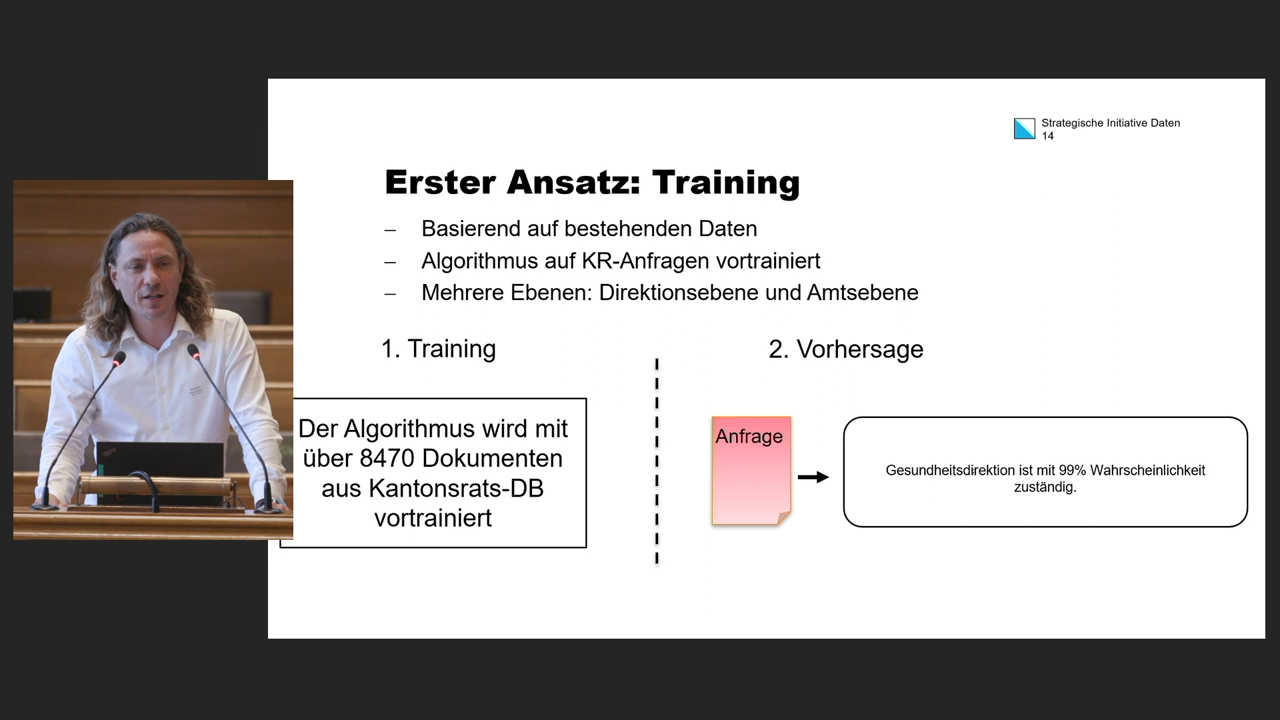 Strategische Initiative Daten
14
Erster Ansatz: Training
– Basierend auf bestehenden Daten
– Algorithmus auf KR-Anfragen vortrainiert
– Mehrere Ebenen: Direktionsebene und Amtsebene
1. Training
Der Algorithmus wird mit
über 8470 Dokumenten
aus Kantonsrats-DB
vortrainiert
2. Vorhersage
Anfrage
Gesundheitsdirektion ist mit 99% Wahrscheinlichkeit
zuständig.